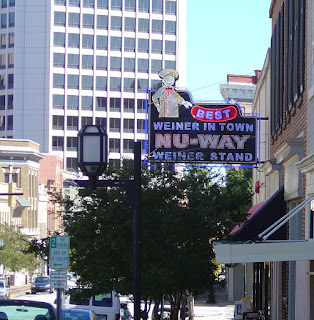 BEST
WEINER IN TOWN
NU-WAY
WEINER STAND